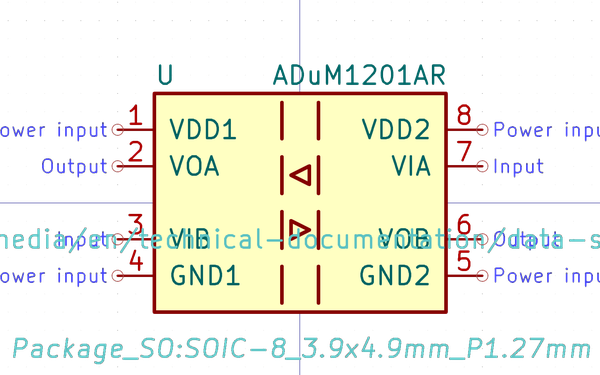 U ADuM1201AR
ower input 1 VDD1 VDD2 8 Power inpu
Output 2 VOA VIA 7 Input
Input 3 VIB VOB 6 Output
media/en/technical-documentation/data-s
ower input 4 GND1 GND2 5 Power inpu
Package_SO:SOIC-8_3.9x4.9mm_P1.27mm